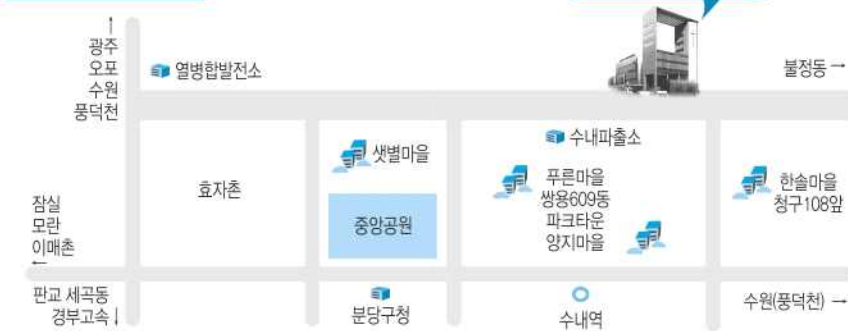 ↑
광주
오포
수원
풍덕천
열병합발전소
불정동 →
효자촌
샛별마을
중앙공원
수내파출소
푸른마을
쌍용609동
파크타운
양지마을
한솔마을
청구108앞
잠실
모란
이매촌
←
판교 세곡동
경부고속↓
분당구청
수내역
수원(풍덕천) →